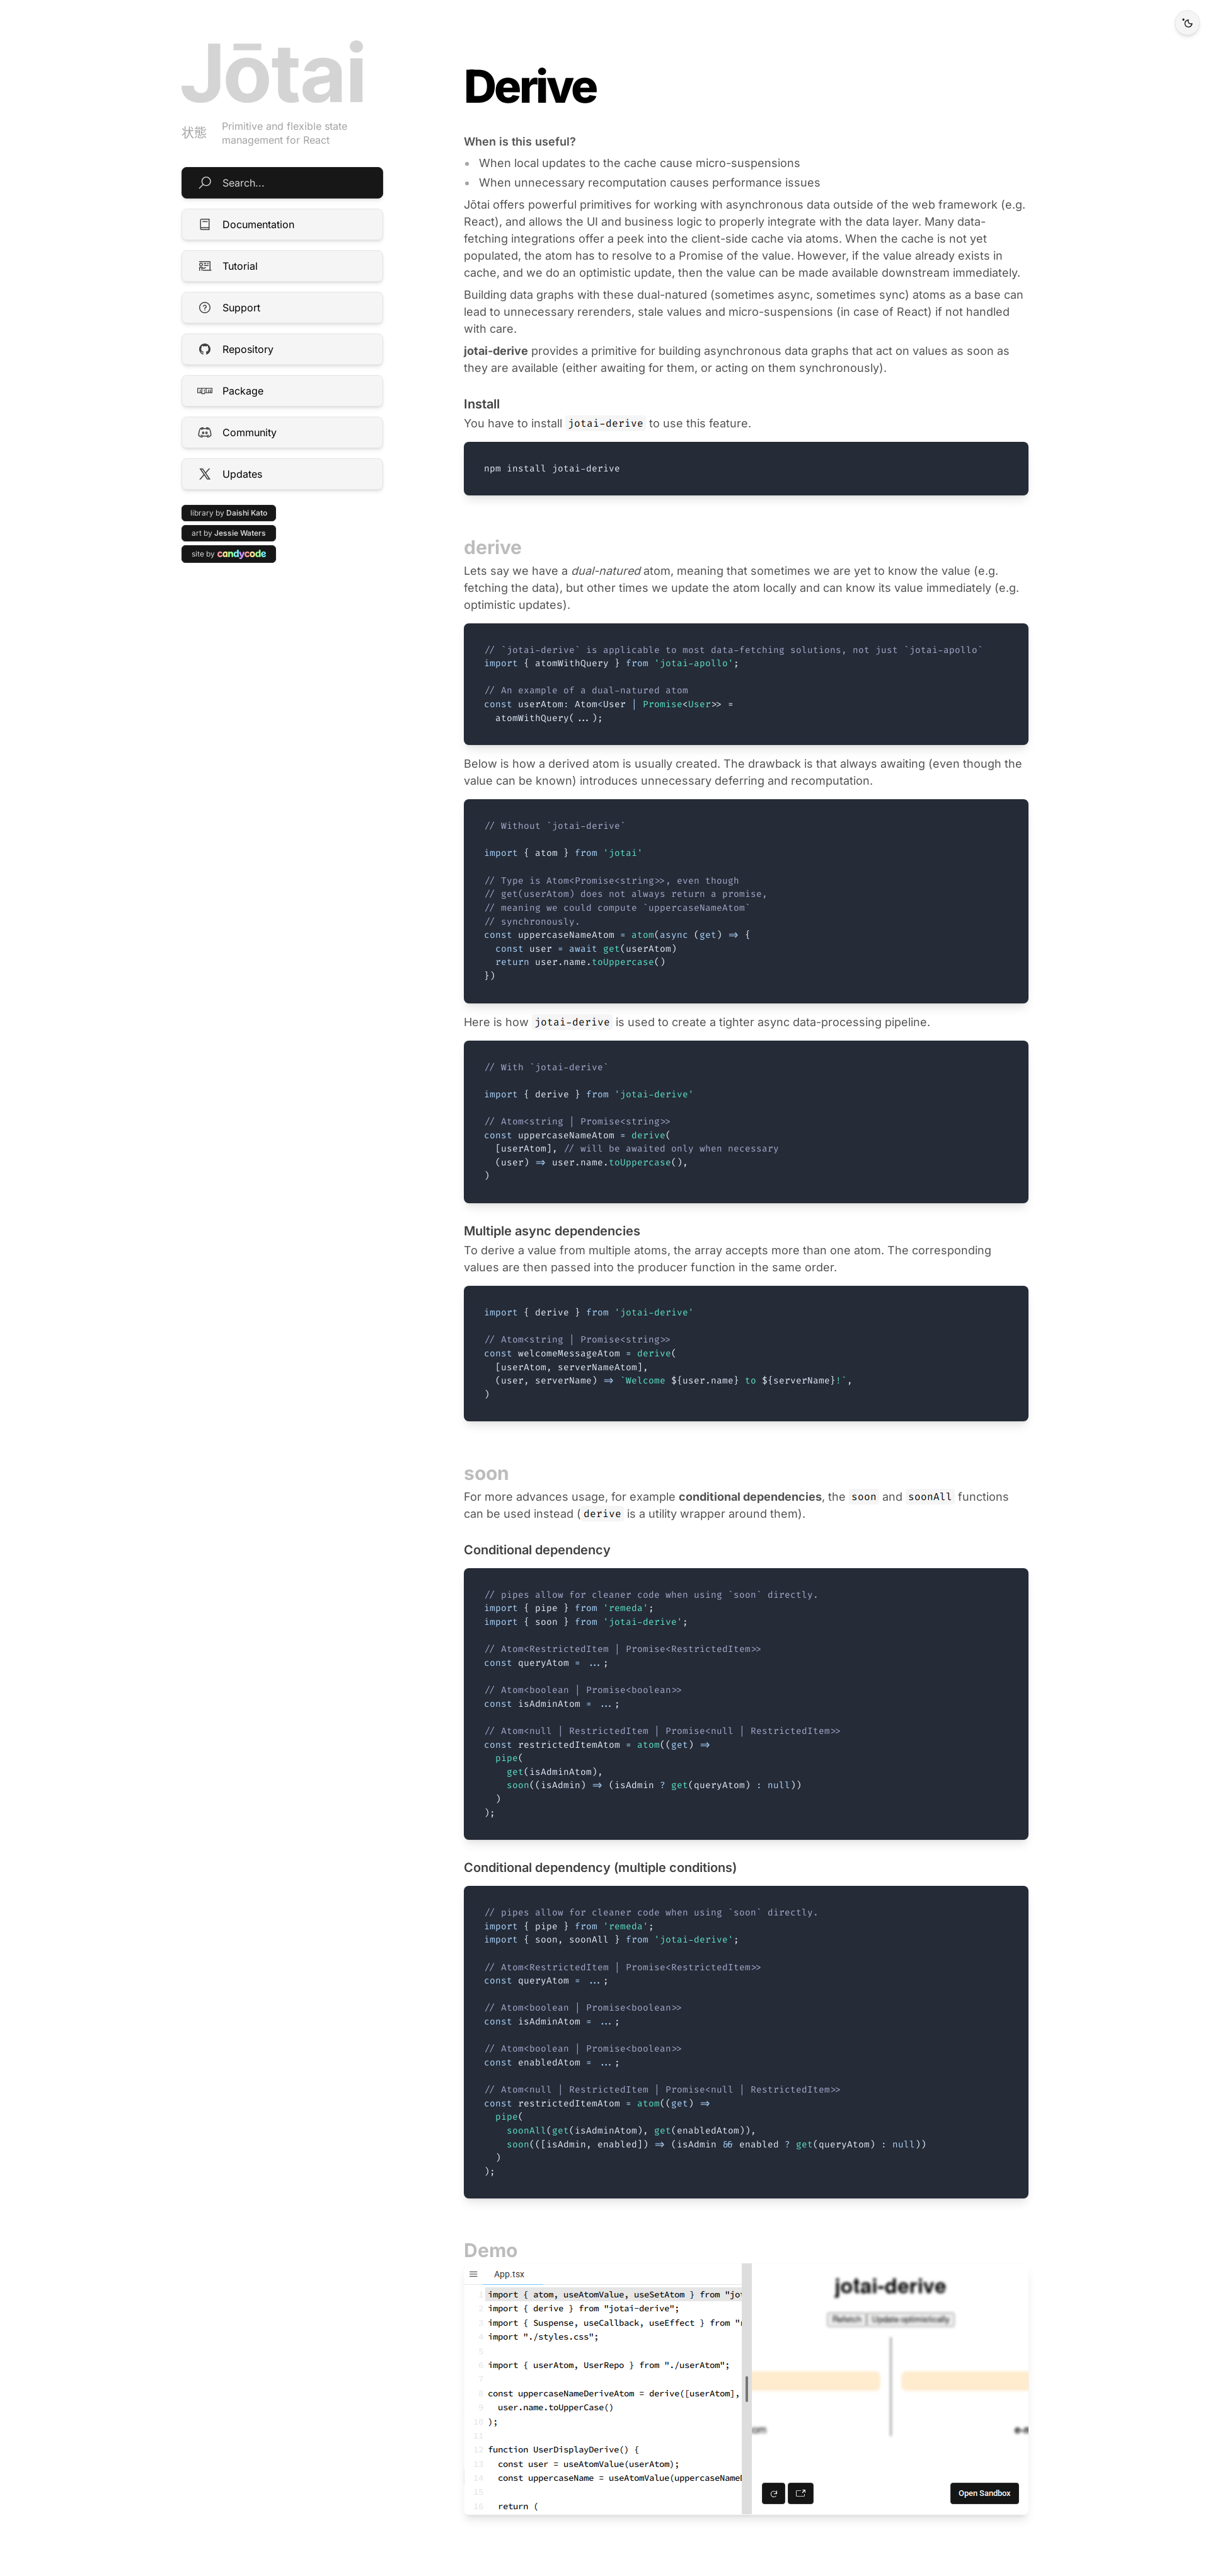 Jōtai
状態
Primitive and flexible state
management for React
Search...
Documentation
Tutorial
Support
Repository
Package
Community
Updates
library by Daishi Kato
art by Jessie Waters
site by candycode
Derive
When is this useful?
When local updates to the cache cause micro-suspensions
When unnecessary recomputation causes performance issues
Jōtai offers powerful primitives for working with asynchronous data outside of the web framework (e.g.
React), and allows the UI and business logic to properly integrate with the data layer. Many data-
fetching integrations offer a peek into the client-side cache via atoms. When the cache is not yet
populated, the atom has to resolve to a Promise of the value. However, if the value already exists in
cache, and we do an optimistic update, then the value can be made available downstream immediately.
Building data graphs with these dual-natured (sometimes async, sometimes sync) atoms as a base can
lead to unnecessary rerenders, stale values and micro-suspensions (in case of React) if not handled
with care.
jotai-derive provides a primitive for building asynchronous data graphs that act on values as soon as
they are available (either awaiting for them, or acting on them synchronously).
Install
You have to install jotai-derive to use this feature.
npm install jotai-derive
derive
Lets say we have a dual-natured atom, meaning that sometimes we are yet to know the value (e.g.
fetching the data), but other times we update the atom locally and can know its value immediately (e.g.
optimistic updates).
// `jotai-derive` is applicable to most data-fetching solutions, not just `jotai-apollo`
import { atomWithQuery } from 'jotai-apollo';
// An example of a dual-natured atom
const userAtom: Atom<User | Promise<User>> =
atomWithQuery(...);
Below is how a derived atom is usually created. The drawback is that always awaiting (even though the
value can be known) introduces unnecessary deferring and recomputation.
// Without `jotai-derive`
import { atom } from 'jotai'
// Type is Atom<Promise<string>>, even though
// get(userAtom) does not always return a promise,
// meaning we could compute `uppercaseNameAtom`
// synchronously.
const uppercaseNameAtom = atom(async (get) => {
const user = await get(userAtom)
return user.name.toUppercase()
})
Here is how jotai-derive is used to create a tighter async data-processing pipeline.
// With `jotai-derive`
import { derive } from 'jotai-derive'
// Atom<string | Promise<string>>
const uppercaseNameAtom = derive(
[userAtom], // will be awaited only when necessary
(user) => user.name.toUppercase(),
)
Multiple async dependencies
To derive a value from multiple atoms, the array accepts more than one atom. The corresponding
values are then passed into the producer function in the same order.
import { derive } from 'jotai-derive'
// Atom<string | Promise<string>>
const welcomeMessageAtom = derive(
[userAtom, serverNameAtom],
(user, serverName) => `Welcome ${user.name} to ${serverName}!`,
)
soon
For more advances usage, for example conditional dependencies, the soon and soonAll functions
can be used instead (derive is a utility wrapper around them).
Conditional dependency
// pipes allow for cleaner code when using `soon` directly.
import { pipe } from 'remeda';
import { soon } from 'jotai-derive';
// Atom<RestrictedItem | Promise<RestrictedItem>>
const queryAtom = ...;
// Atom<boolean | Promise<boolean>>
const isAdminAtom = ...;
// Atom<null | RestrictedItem | Promise<null | RestrictedItem>>
const restrictedItemAtom = atom((get) =>
pipe(
get(isAdminAtom),
soon((isAdmin) => (isAdmin ? get(queryAtom) : null))
)
);
Conditional dependency (multiple conditions)
// pipes allow for cleaner code when using `soon` directly.
import { pipe } from 'remeda';
import { soon, soonAll } from 'jotai-derive';
// Atom<RestrictedItem | Promise<RestrictedItem>>
const queryAtom = ...;
// Atom<boolean | Promise<boolean>>
const isAdminAtom = ...;
// Atom<boolean | Promise<boolean>>
const enabledAtom = ...;
// Atom<null | RestrictedItem | Promise<null | RestrictedItem>>
const restrictedItemAtom = atom((get) =>
pipe(
soonAll(get(isAdminAtom), get(enabledAtom)),
soon(([isAdmin, enabled]) => (isAdmin && enabled ? get(queryAtom) : null))
)
);
Demo
App.tsx
1 import { atom, useAtomValue, useSetAtom } from "jot
2 import { derive } from "jotai-derive";
3 import { Suspense, useCallback, useEffect } from "r
4 import "./styles.css";
5
6 import { userAtom, UserRepo } from "./userAtom";
7
8 const uppercaseNameDeriveAtom = derive([userAtom],
9 user.name.toUpperCase()
10 );
11
12 function UserDisplayDerive() {
13 const user = useAtomValue(userAtom);
14 const uppercaseName = useAtomValue(uppercaseName
15
16 return (
jotai-derive
Refetch
Update optimistically
Open Sandbox